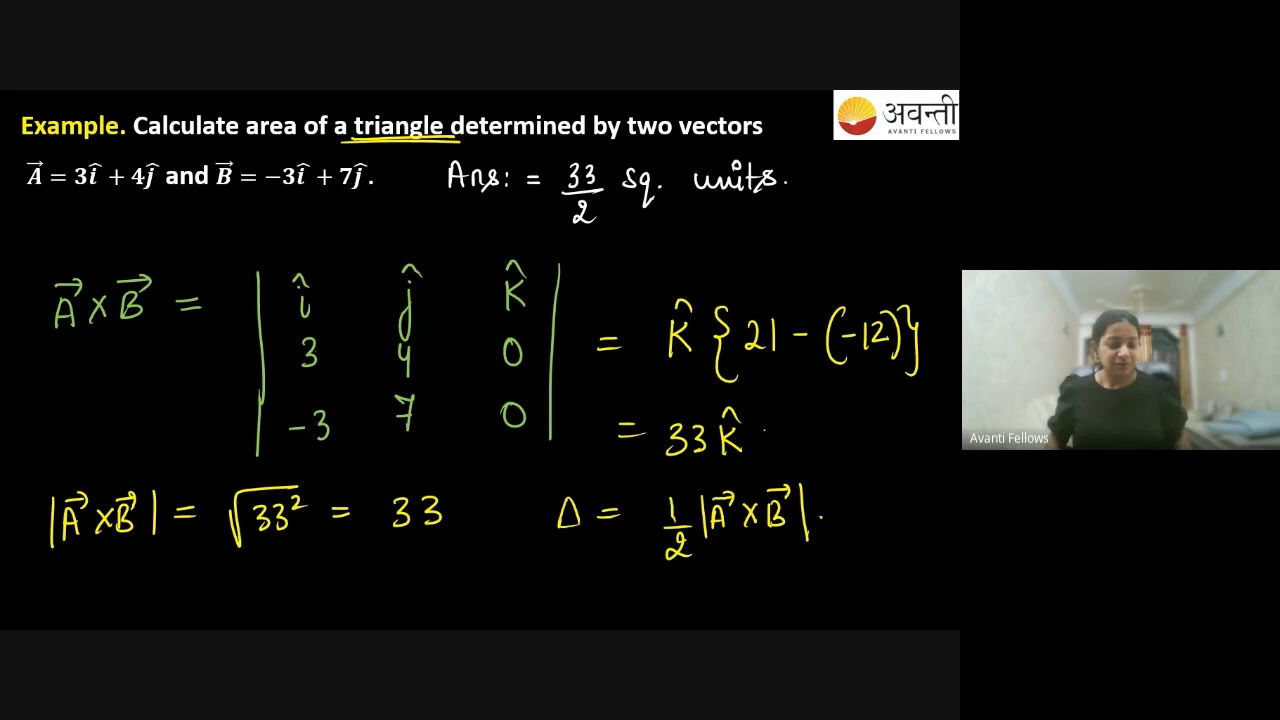 Example. Calculate area of a triangle determined by two vectors
अवन्ती
AVANTI FELLOWS
A⃗ = 3î + 4ĵ and B⃗ = −3î + 7ĵ. Ans: = 33/2 sq. units.
A⃗ × B⃗ = | î ĵ k̂ |
| 3 4 0 | = k̂ {21 - (-12)}
| -3 7 0 | = 33 k̂
|A⃗ × B⃗| = √33² = 33 Δ = 1/2 |A⃗ × B⃗|.
Avanti Fellows